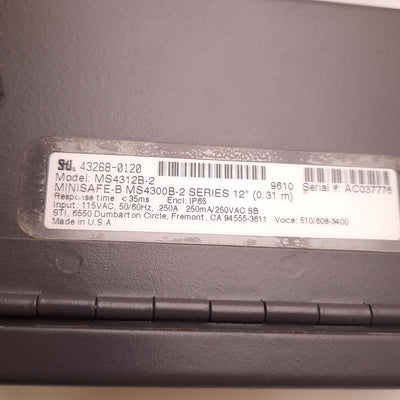 STI. 43268-0120
Model: MS4312B-2 9610 Serial #: AC037776
MINISAFE-B MS4300B-2 SERIES 12" (0.31 m)
Response time: < 35ms Encl: IP65
Input: 115VAC, 50/60Hz, .250A 250mA/250VAC SB
STI, 6550 Dumbarton Circle, Fremont, CA 94555-3611 Voice: 510/608-3400
Made in U.S.A.